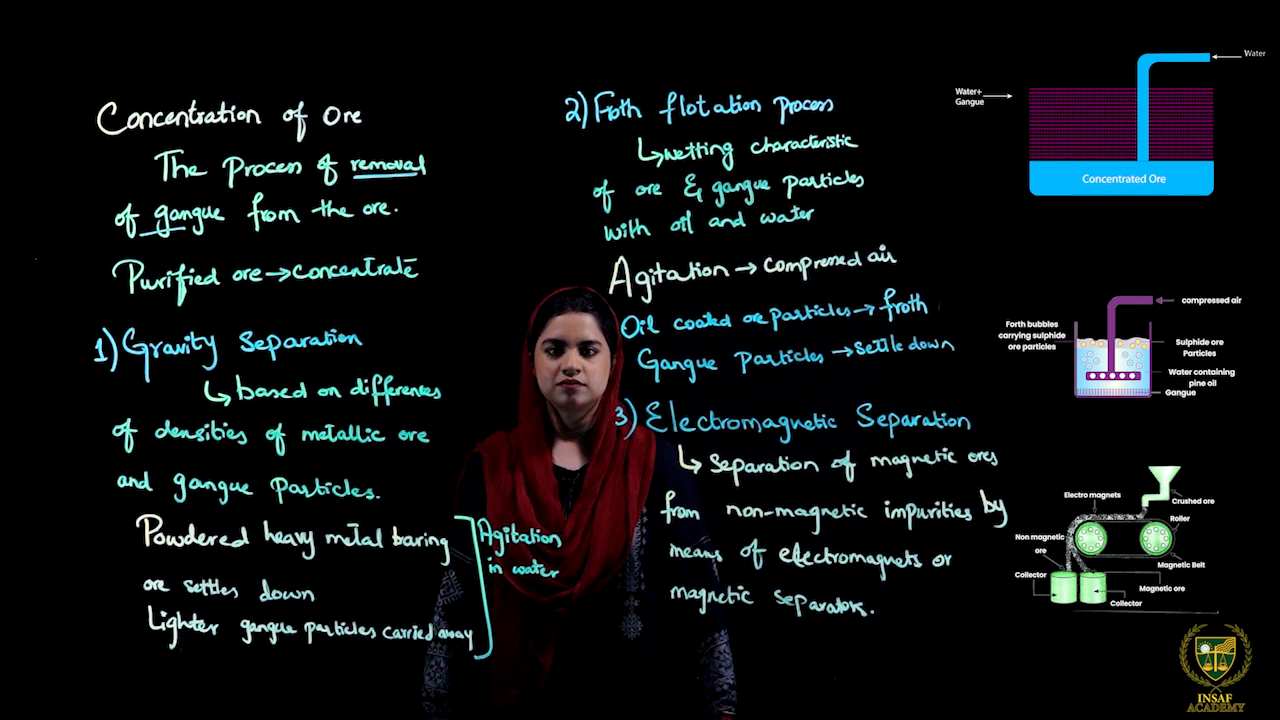 Concentration of Ore
The Process of removal
of gangue from the ore.
Purified ore → concentrate
1) Gravity Separation
↳ based on differences
of densities of metallic ore
and gangue Particles.
Powdered heavy metal baring
ore settles down
Lighter gangue particles carried away
Agitation
in water
2) Froth flotation process
↳ wetting characteristic
of ore & gangue particles
with oil and water
Agitation → compressed air
Oil coated ore particles → froth
Gangue Particles → settle down
3) Electromagnetic Separation
↳ Separation of magnetic ores
from non-magnetic impurities by
means of electromagnets or
magnetic separators.
Water
Water+
Gangue
Concentrated Ore
compressed air
Forth bubbles
carrying sulphide
ore particles
Sulphide ore
Particles
Water containing
pine oil
Gangue
Electro magnets
Crushed ore
Roller
Non magnetic
ore
Magnetic Belt
Collector
Magnetic ore
Collector
INSAF
ACADEMY